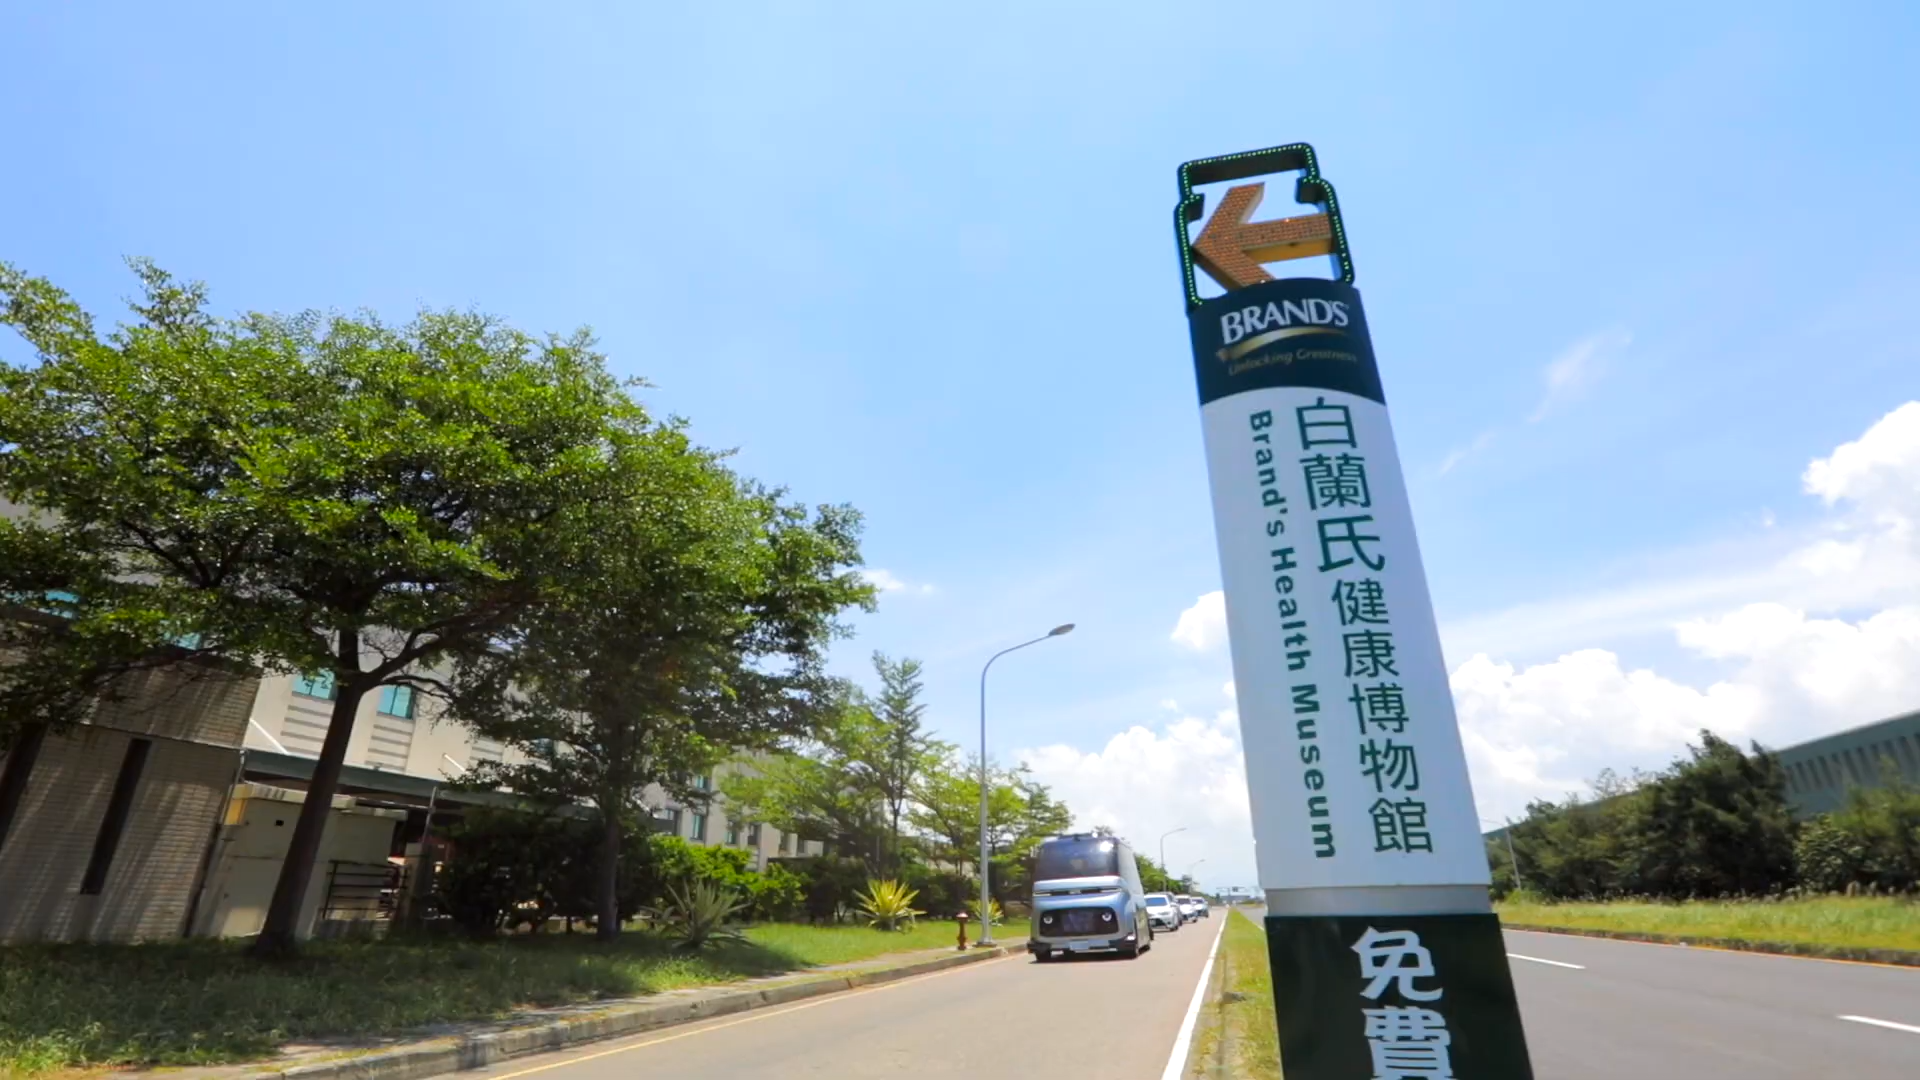 BRAND'S
Unlocking Greatness
白蘭氏健康博物館
Brand's Health Museum
免費